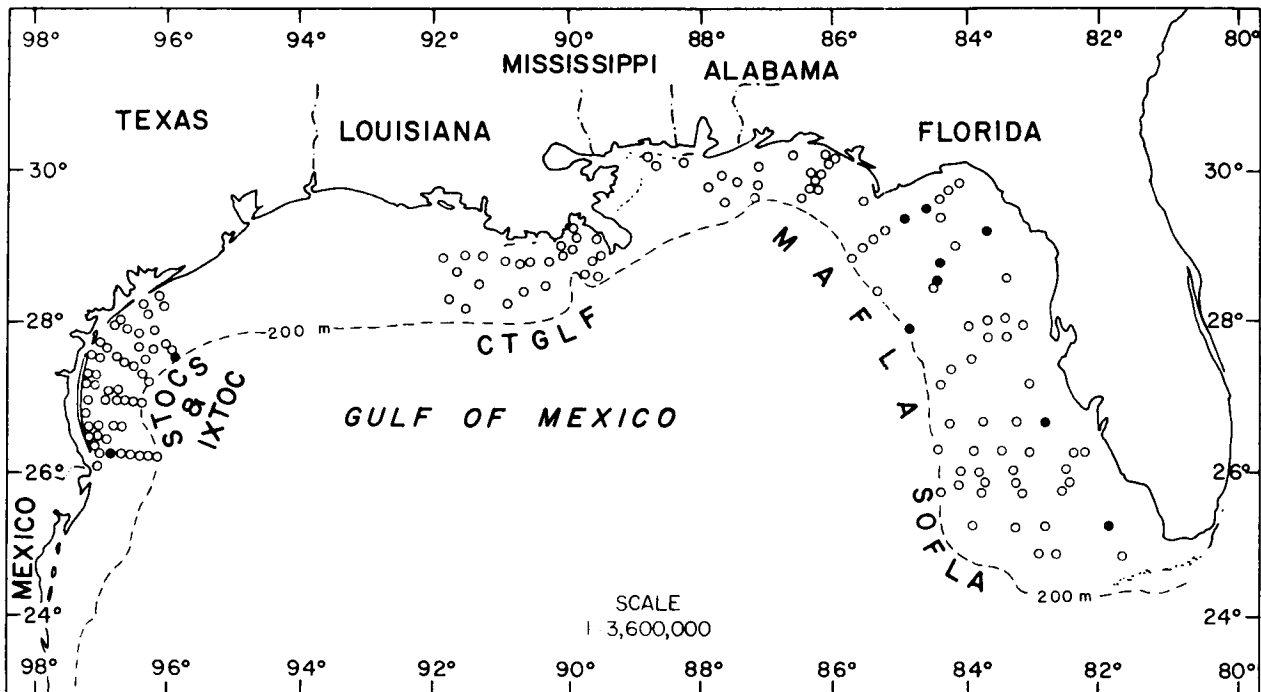 98° 96° 94° 92° 90° 88° 86° 84° 82° 80°
MISSISSIPPI ALABAMA
TEXAS LOUISIANA FLORIDA
30° 30°
MAFLA
28° 28°
200 m
CTGLF
STOCS
&
IXTOC
GULF OF MEXICO
26° 26°
SOFLA
MEXICO
200 m
SCALE
1 3,600,000
24° 24°
98° 96° 94° 92° 90° 88° 86° 84° 82° 80°